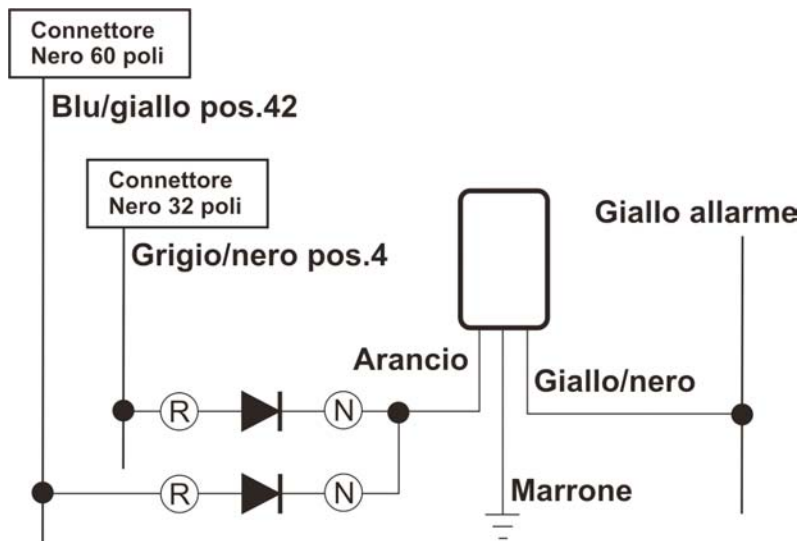 Connettore
Nero 60 poli
Blu/giallo pos.42
Connettore
Nero 32 poli
Giallo allarme
Grigio/nero pos.4
Arancio
Giallo/nero
R
N
R
N
Marrone